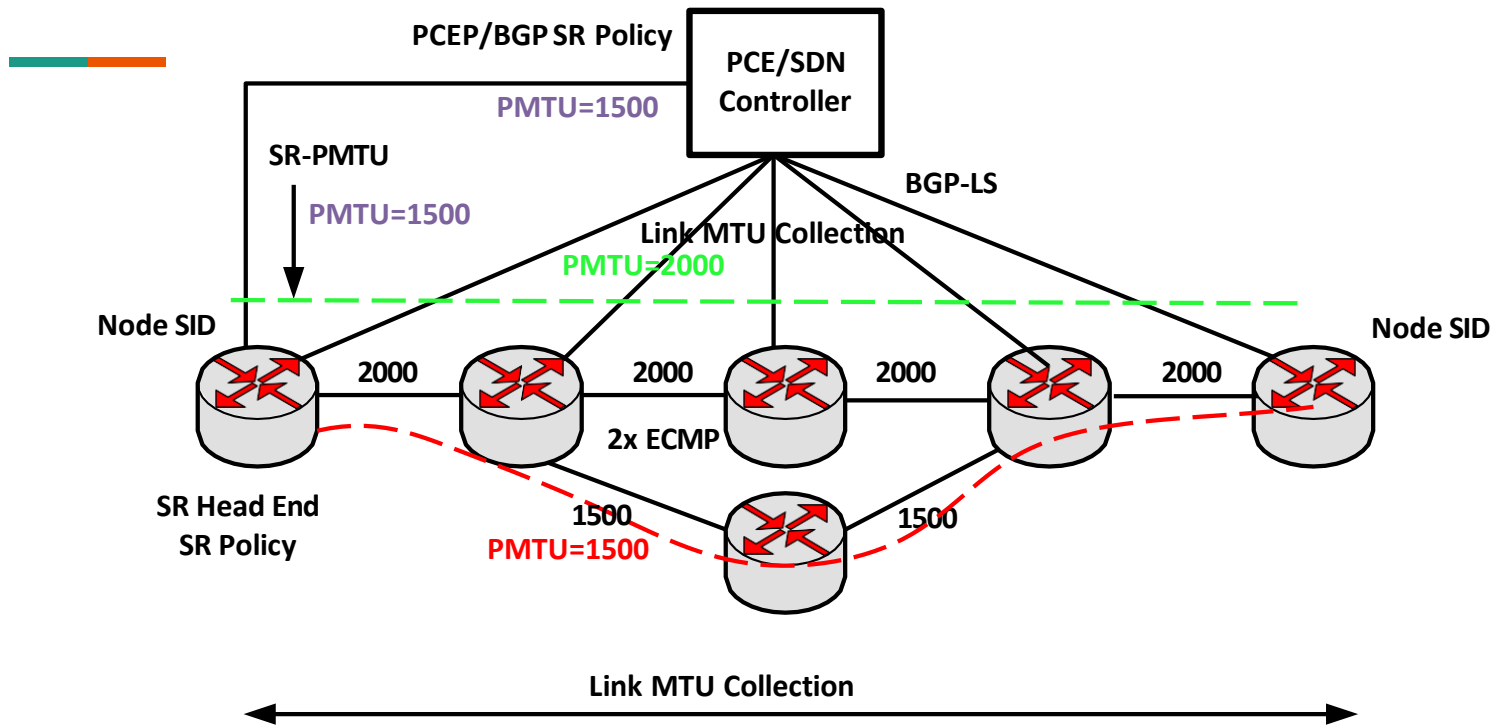 PCEP/BGP SR Policy
PCE/SDN
Controller
PMTU=1500
SR-PMTU
PMTU=1500
BGP-LS
Link MTU Collection
PMTU=2000
Node SID
Node SID
2000
2000
2000
2000
2x ECMP
SR Head End
SR Policy
1500
1500
PMTU=1500
Link MTU Collection